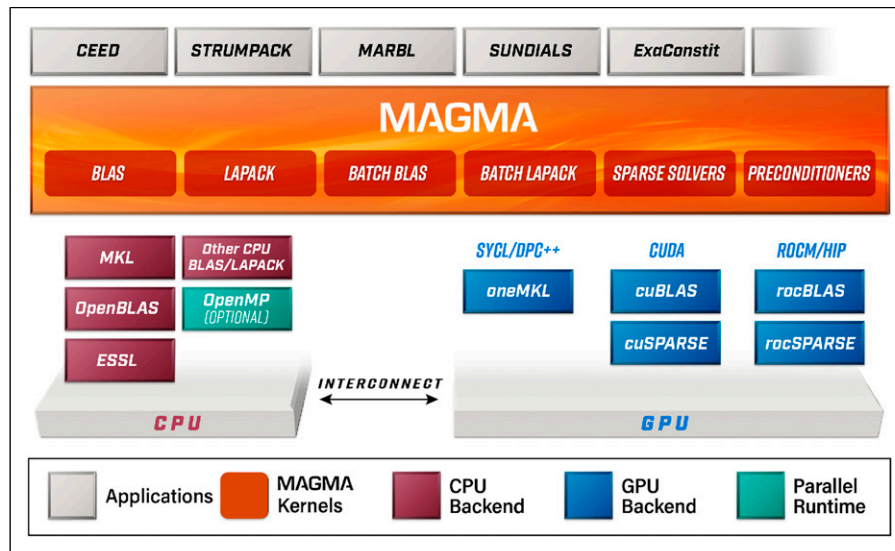 CEED STRUMPACK MARBL SUNDIALS ExaConstit
MAGMA
BLAS LAPACK BATCH BLAS BATCH LAPACK SPARSE SOLVERS PRECONDITIONERS
MKL
Other CPU
BLAS/LAPACK
OpenBLAS
OpenMP
(OPTIONAL)
ESSL
SYCL/DPC++ CUDA ROCM/HIP
oneMKL cuBLAS rocBLAS
cuSPARSE rocSPARSE
INTERCONNECT
CPU
GPU
Applications
MAGMA
Kernels
CPU
Backend
GPU
Backend
Parallel
Runtime